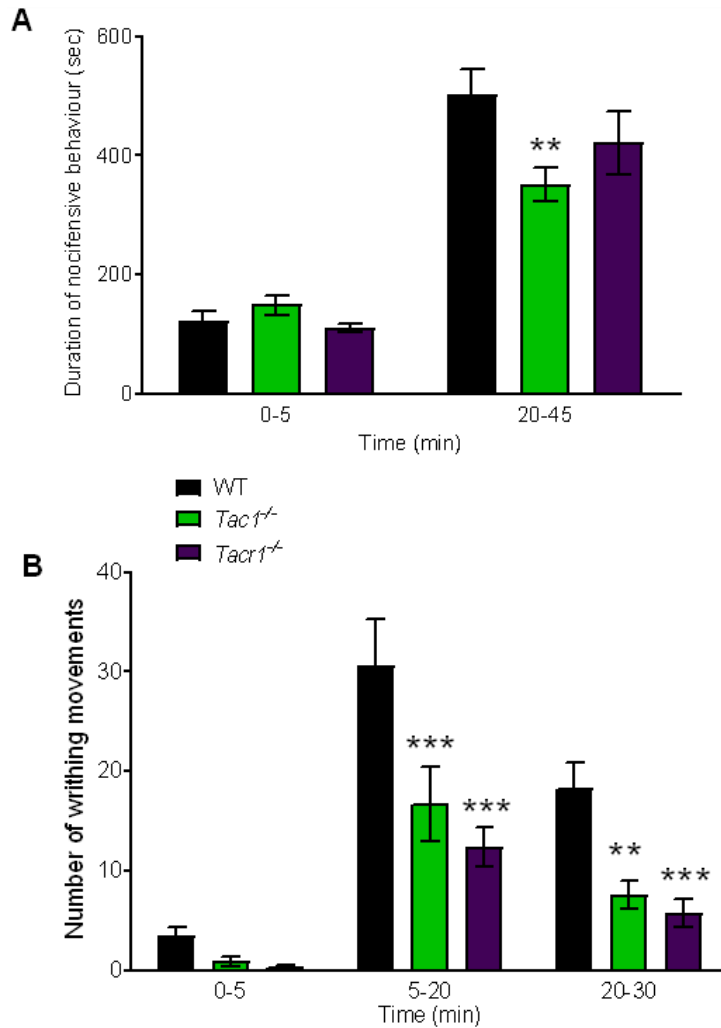 A
Duration of nocifensive behaviour (sec)
600
400
200
0
**
0-5
20-45
Time (min)
WT
Tac1-/-
Tacr1-/-
B
Number of writhing movements
40
30
20
10
0
***
***
**
***
0-5
5-20
20-30
Time (min)